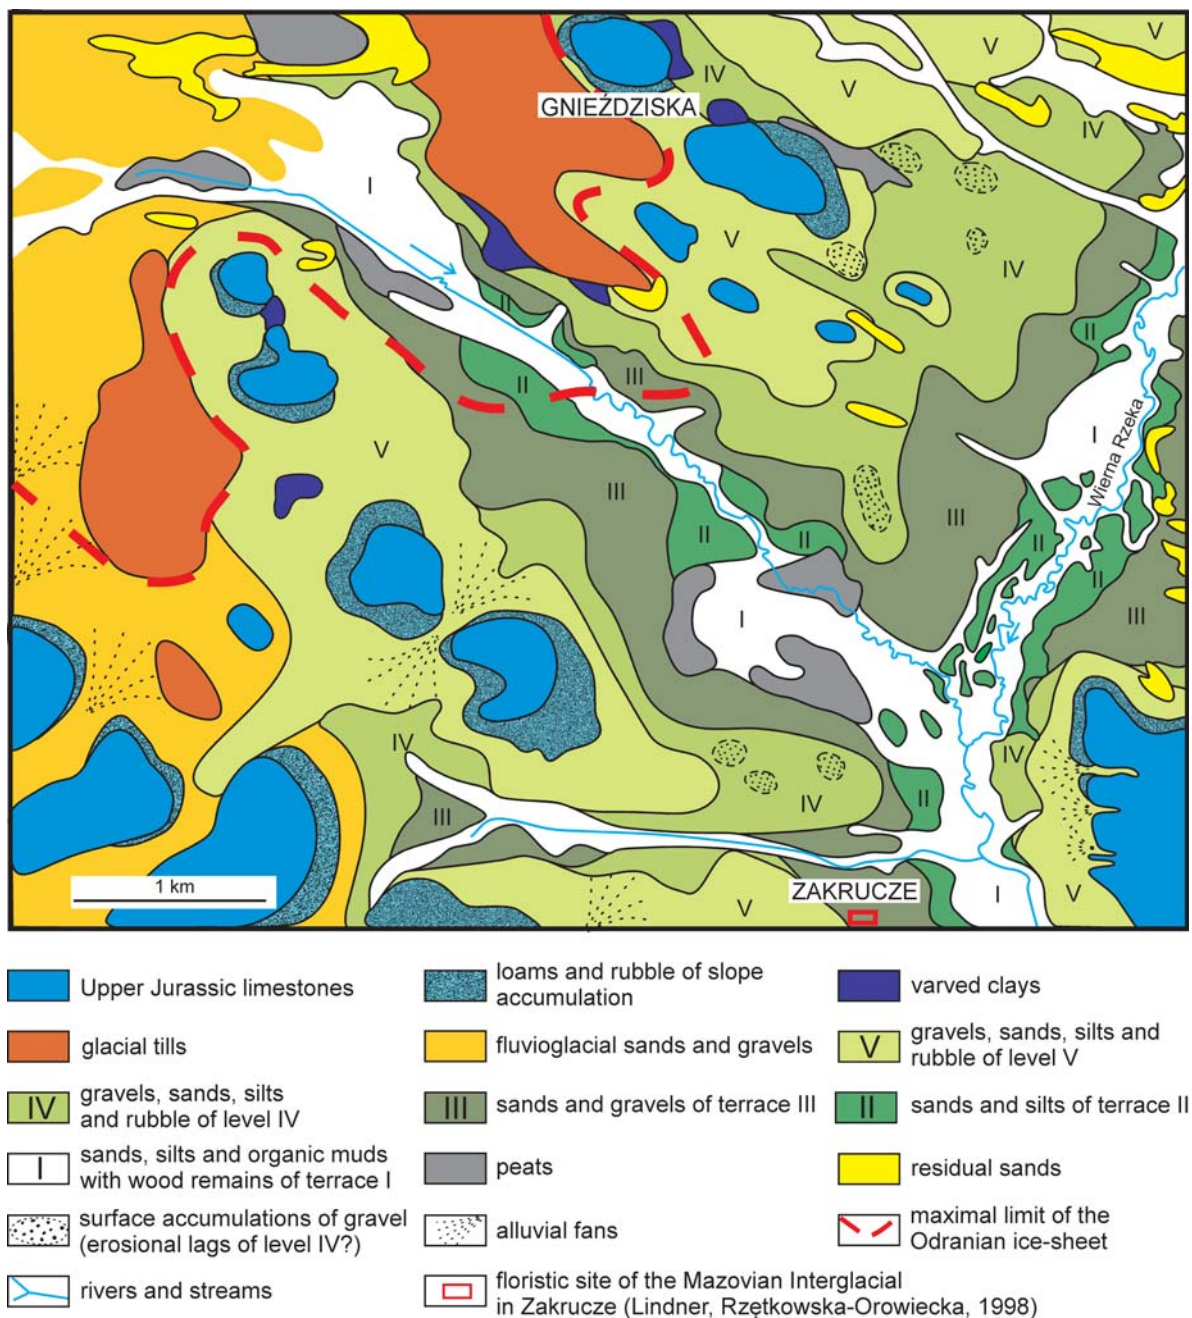 V
V
IV
V
GNIEŹDZISKA
IV
I
V
IV
II
II
III
II
I
Wierna Rzeka
V
III
III
II
II
II
II
I
III
IV
IV
IV
II
III
1 km
ZAKRUCZE
V
I
V
Upper Jurassic limestones
loams and rubble of slope
accumulation
varved clays
glacial tills
fluvioglacial sands and gravels
V
gravels, sands, silts and
rubble of level V
IV
gravels, sands, silts
and rubble of level IV
III
sands and gravels of terrace III
II
sands and silts of terrace II
I
sands, silts and organic muds
with wood remains of terrace I
peats
residual sands
surface accumulations of gravel
(erosional lags of level IV?)
alluvial fans
maximal limit of the
Odranian ice-sheet
rivers and streams
floristic site of the Mazovian Interglacial
in Zakrucze (Lindner, Rzętkowska-Orowiecka, 1998)